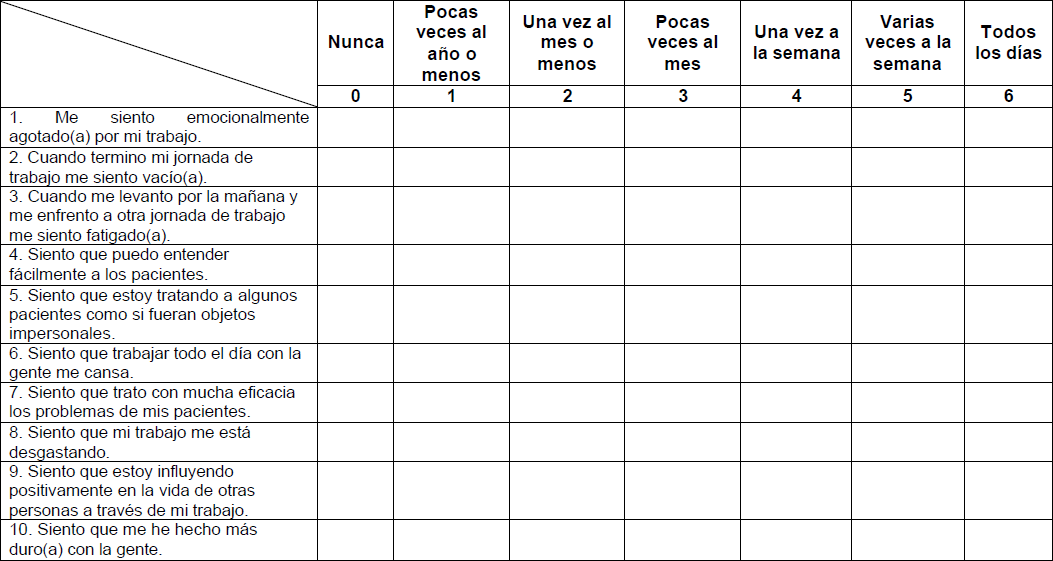 Nunca
Pocas
veces al
año o
menos
Una vez al
mes o
menos
Pocas
veces al
mes
Una vez a
la semana
Varias
veces a la
semana
Todos
los días
0 1 2 3 4 5 6
1. Me siento emocionalmente
agotado(a) por mi trabajo.
2. Cuando termino mi jornada de
trabajo me siento vacío(a).
3. Cuando me levanto por la mañana y
me enfrento a otra jornada de trabajo
me siento fatigado(a).
4. Siento que puedo entender
fácilmente a los pacientes.
5. Siento que estoy tratando a algunos
pacientes como si fueran objetos
impersonales.
6. Siento que trabajar todo el día con la
gente me cansa.
7. Siento que trato con mucha eficacia
los problemas de mis pacientes.
8. Siento que mi trabajo me está
desgastando.
9. Siento que estoy influyendo
positivamente en la vida de otras
personas a través de mi trabajo.
10. Siento que me he hecho más
duro(a) con la gente.